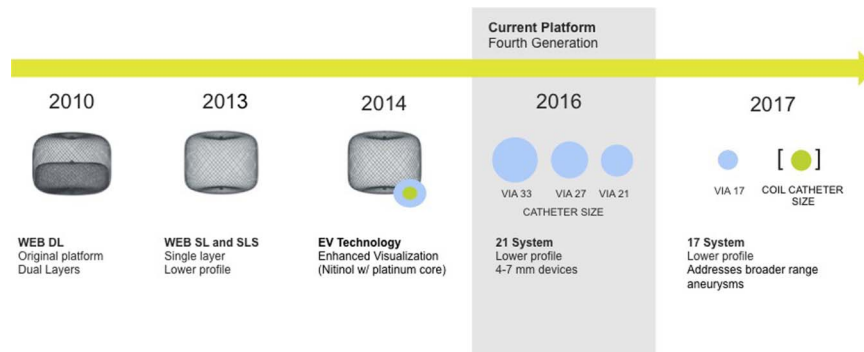 Current Platform
Fourth Generation
2010
2013
2014
2016
2017
VIA 33
VIA 27
VIA 21
CATHETER SIZE
VIA 17
[ ]
COIL CATHETER
SIZE
WEB DL
Original platform
Dual Layers
WEB SL and SLS
Single layer
Lower profile
EV Technology
Enhanced Visualization
(Nitinol w/ platinum core)
21 System
Lower profile
4-7 mm devices
17 System
Lower profile
Addresses broader range
aneurysms